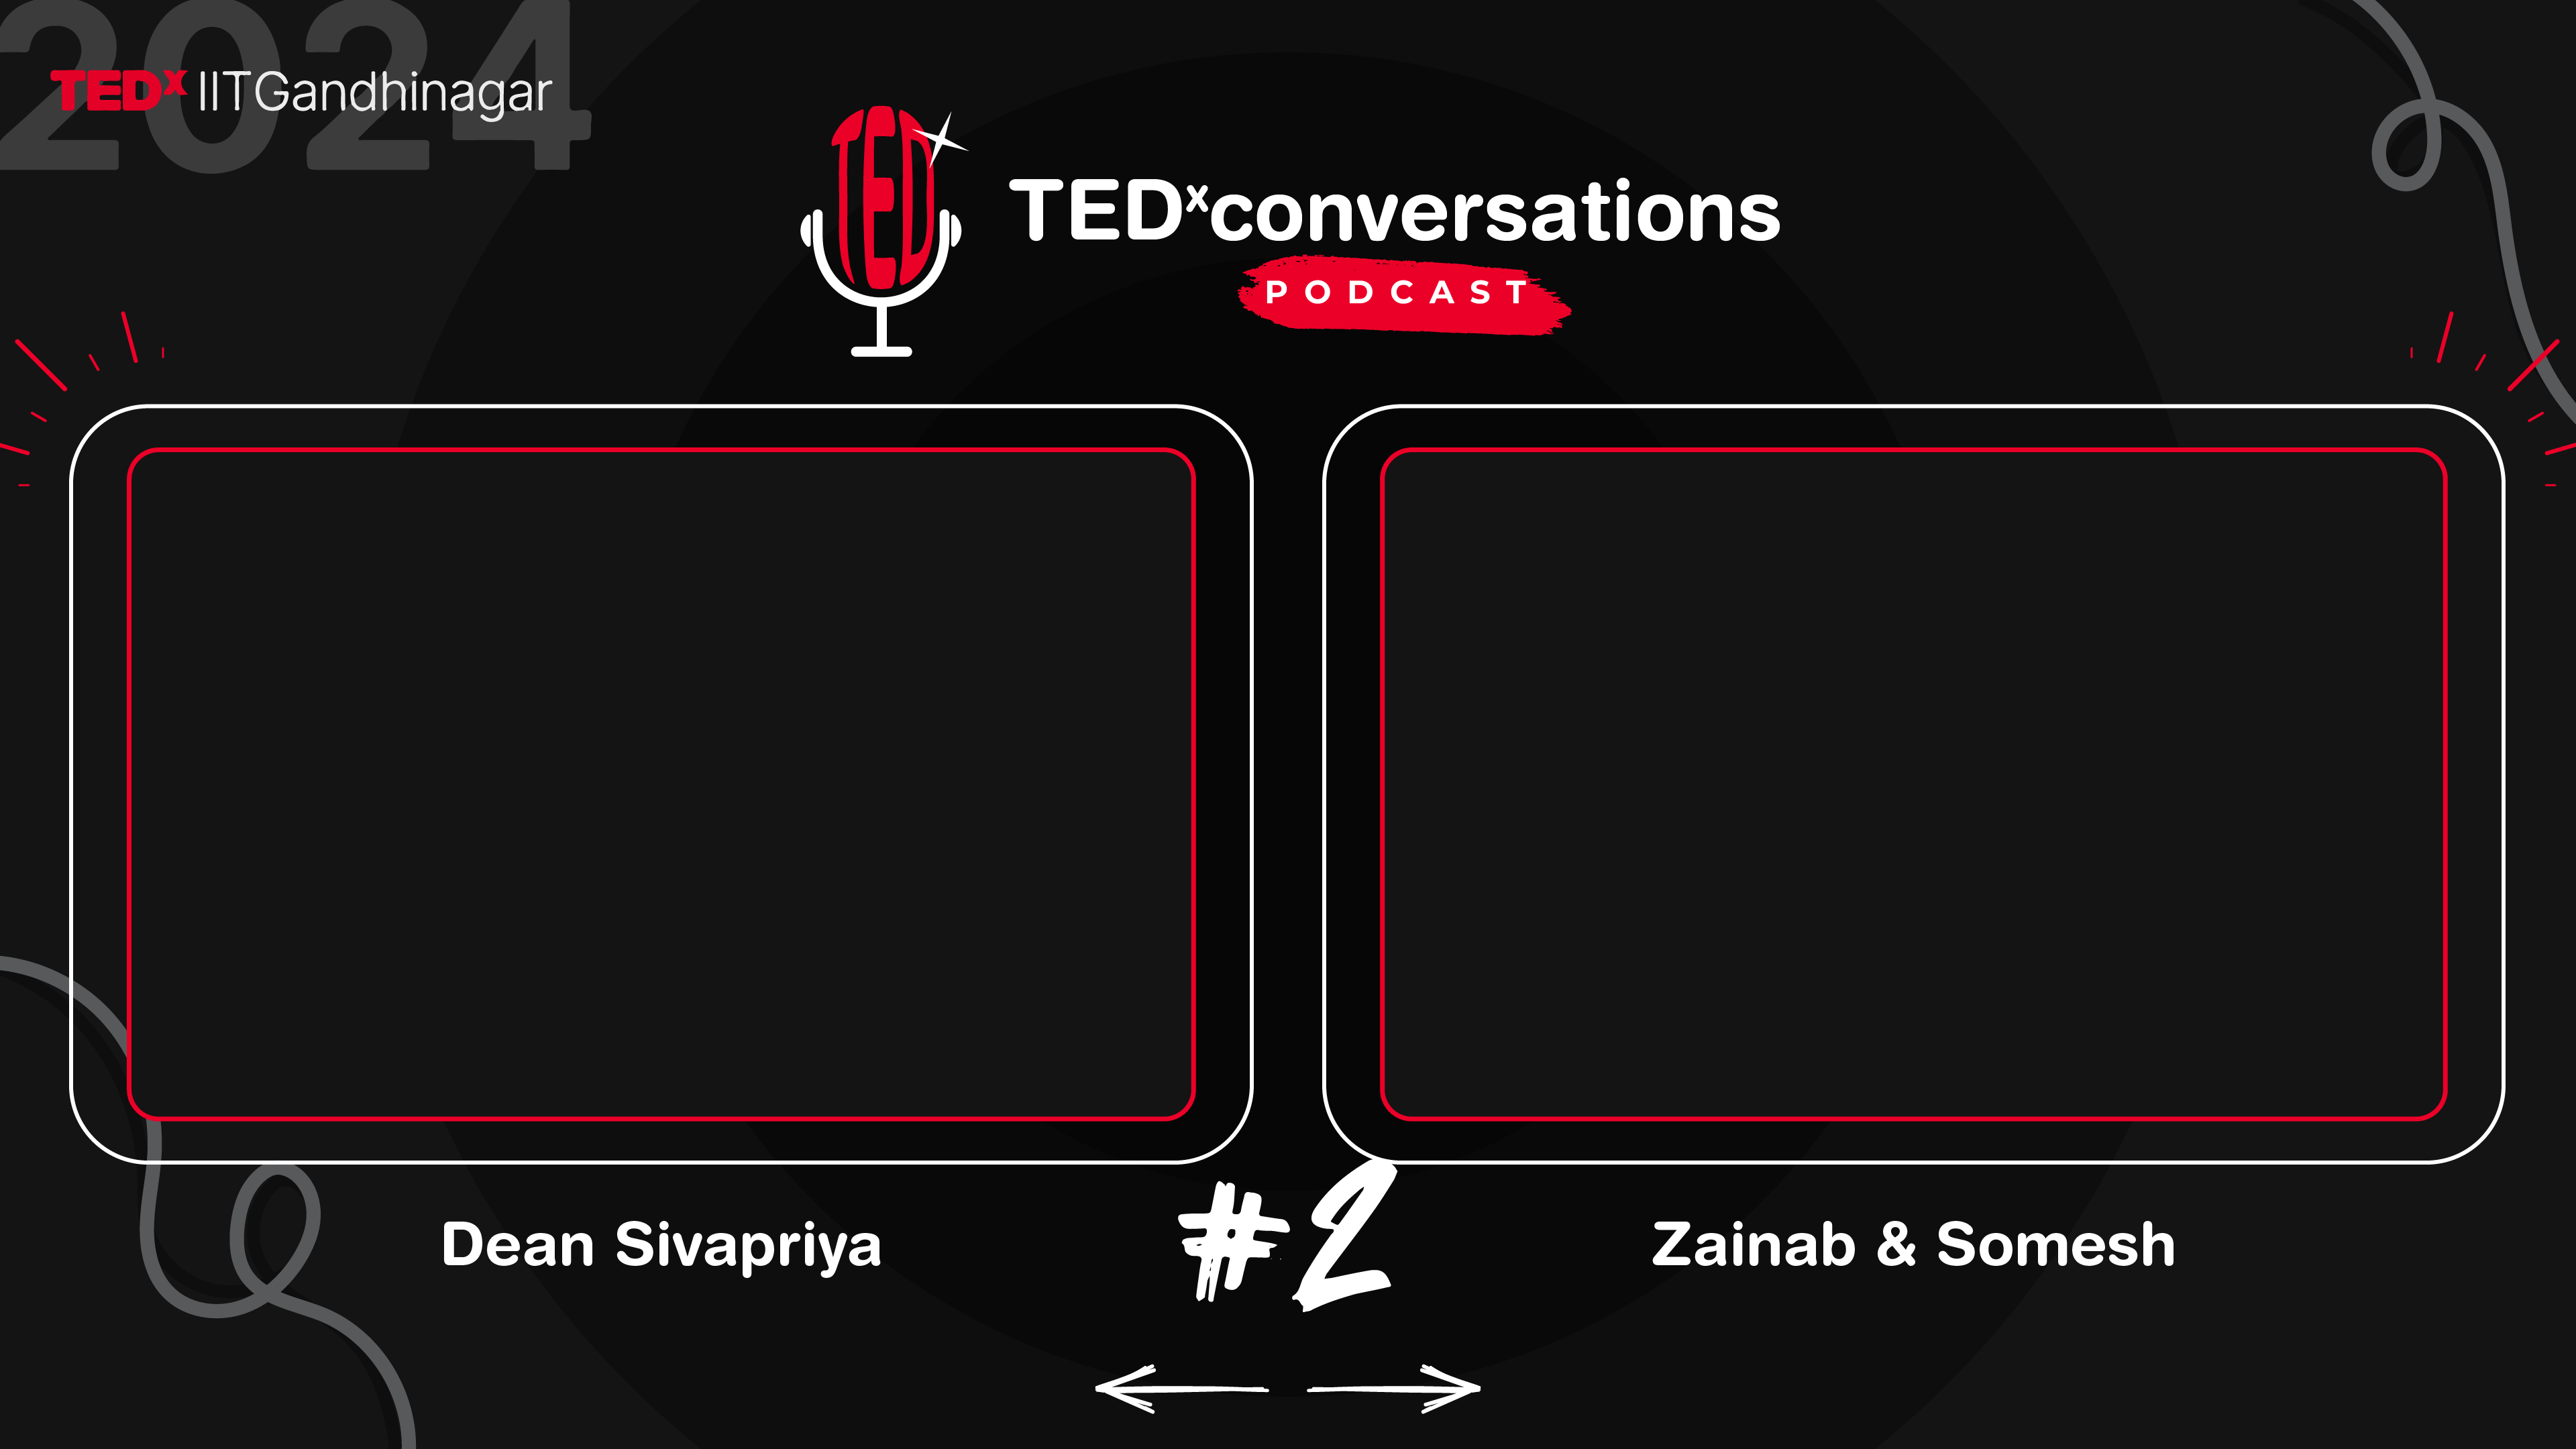 2024
TEDx IITGandhinagar
TED
TEDxconversations
PODCAST
Dean Sivapriya
#2
Zainab & Somesh